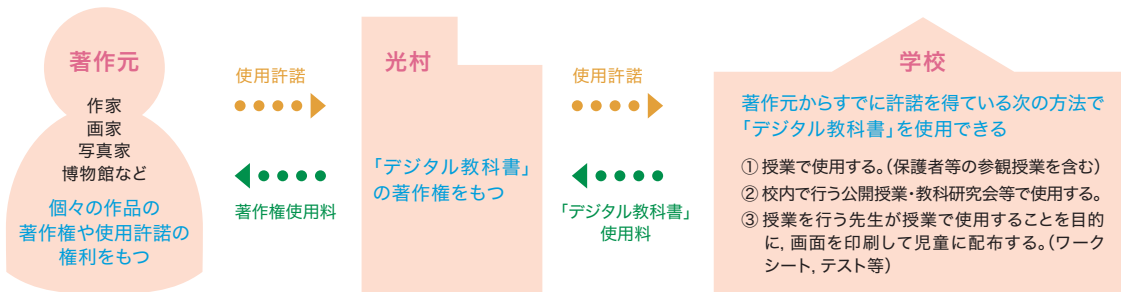 著作元
作家
画家
写真家
博物館など
個々の作品の
著作権や使用許諾の
権利をもつ
使用許諾
著作権使用料
光村
「デジタル教科書」
の著作権をもつ
使用許諾
「デジタル教科書」
使用料
学校
著作元からすでに許諾を得ている次の方法で
「デジタル教科書」を使用できる
① 授業で使用する。(保護者等の参観授業を含む)
② 校内で行う公開授業・教科研究会等で使用する。
③ 授業を行う先生が授業で使用することを目的
に, 画面を印刷して児童に配布する。(ワーク
シート, テスト等)